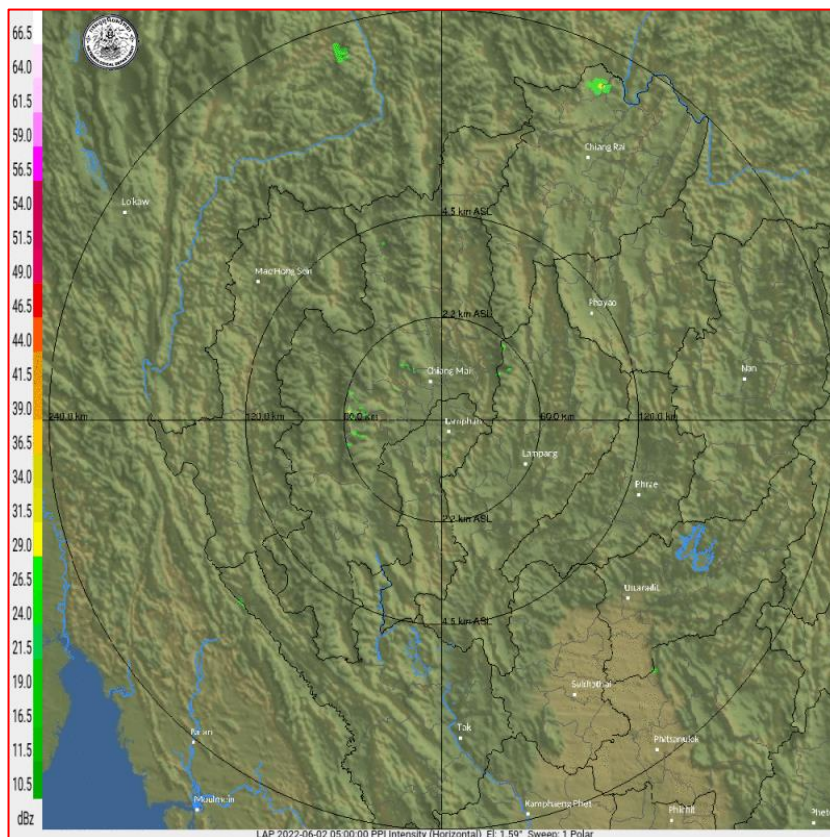 66.5
64.0
61.5
59.0
56.5
54.0
51.5
49.0
46.5
44.0
41.5
39.0
36.5
34.0
31.5
29.0
26.5
24.0
21.5
19.0
16.5
11.5
10.5
dBz
Chiang Rai
Lo kaw
4.5 km ASL
Mae Hong Son
Phayao
2.2 km ASL
Chiang Mai
Nan
240.0 km
120.0 km
60.0 km
60.0 km
120.0 km
Lamphun
Lampang
Phrae
2.2 km ASL
Uttaradit
4.5 km ASL
Sukhothai
Tak
Phitsanulok
Moulmein
Kamphaeng Phet
Phichit
Phet
LAP 2022-06-02 05:00:00 PPI Intensity (Horizontal) El: 1.59° Sweep: 1 Polar